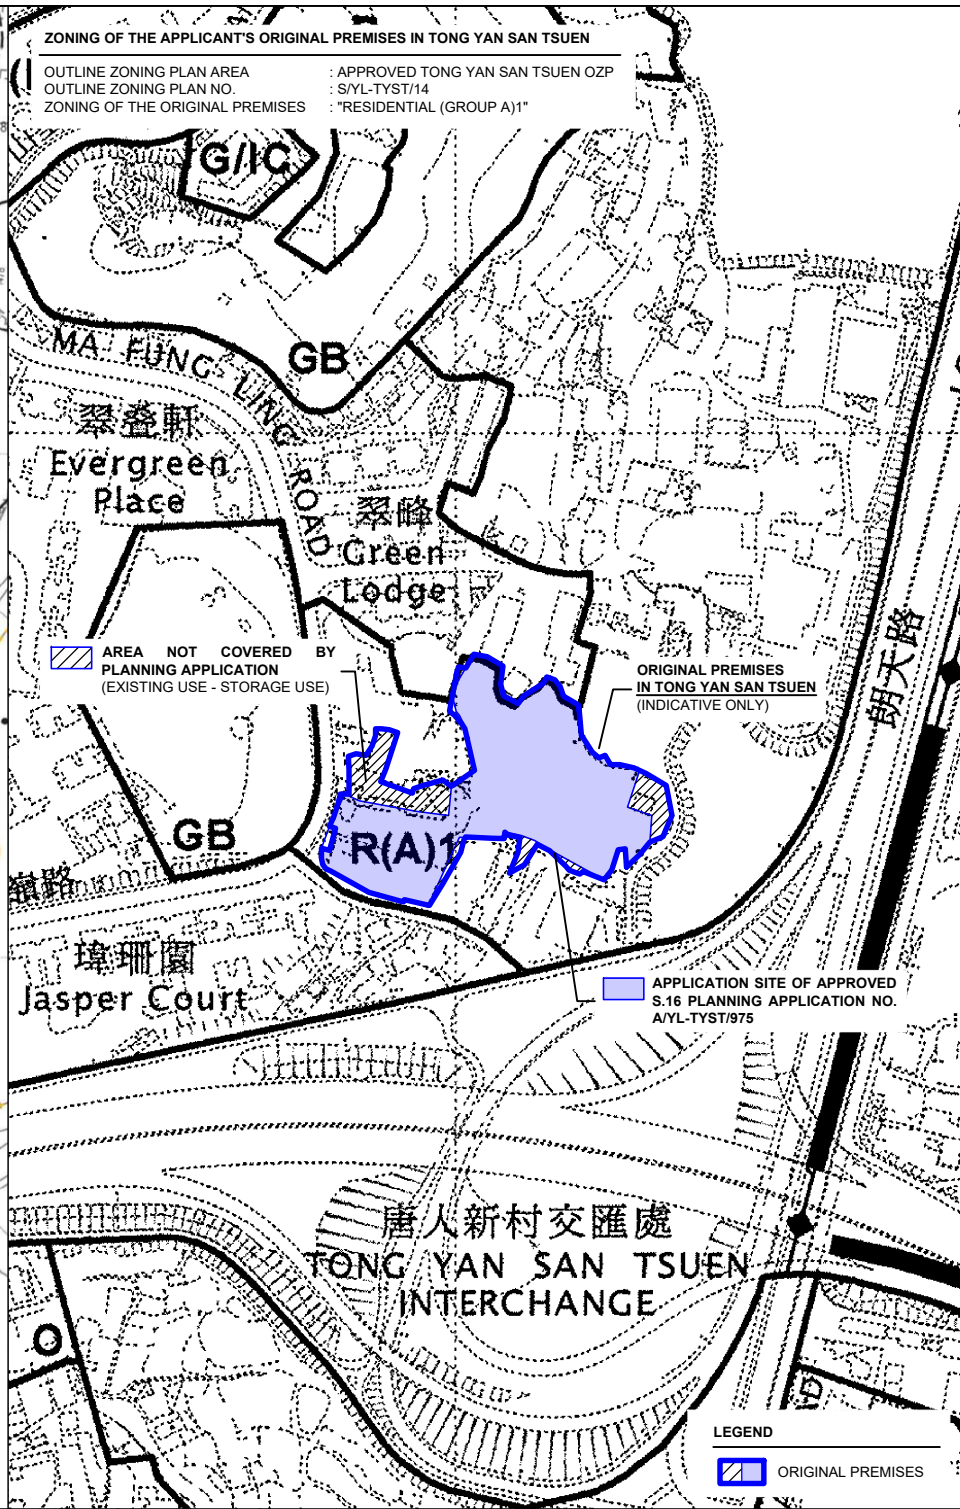 ZONING OF THE APPLICANT'S ORIGINAL PREMISES IN TONG YAN SAN TSUEN
OUTLINE ZONING PLAN AREA : APPROVED TONG YAN SAN TSUEN OZP
OUTLINE ZONING PLAN NO. : S/YL-TYST/14
ZONING OF THE ORIGINAL PREMISES : "RESIDENTIAL (GROUP A)1"
G/IC
MA FUNG LING ROAD
GB
翠叠軒
Evergreen
Place
翠峰
Green
Lodge
朗天路
AREA NOT COVERED BY
PLANNING APPLICATION
(EXISTING USE - STORAGE USE)
ORIGINAL PREMISES
IN TONG YAN SAN TSUEN
(INDICATIVE ONLY)
GB
R(A)1
嶺路
瑋珊園
Jasper Court
APPLICATION SITE OF APPROVED
S.16 PLANNING APPLICATION NO.
A/YL-TYST/975
唐人新村交匯處
TONG YAN SAN TSUEN
INTERCHANGE
O
LEGEND
ORIGINAL PREMISES